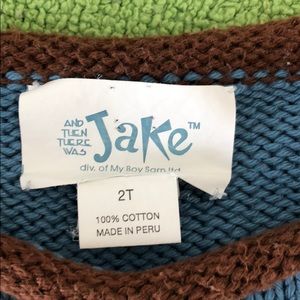 AND
THEN
THERE
WAS
Jake™
div. of My Boy Sam ltd.
2T
100% COTTON
MADE IN PERU